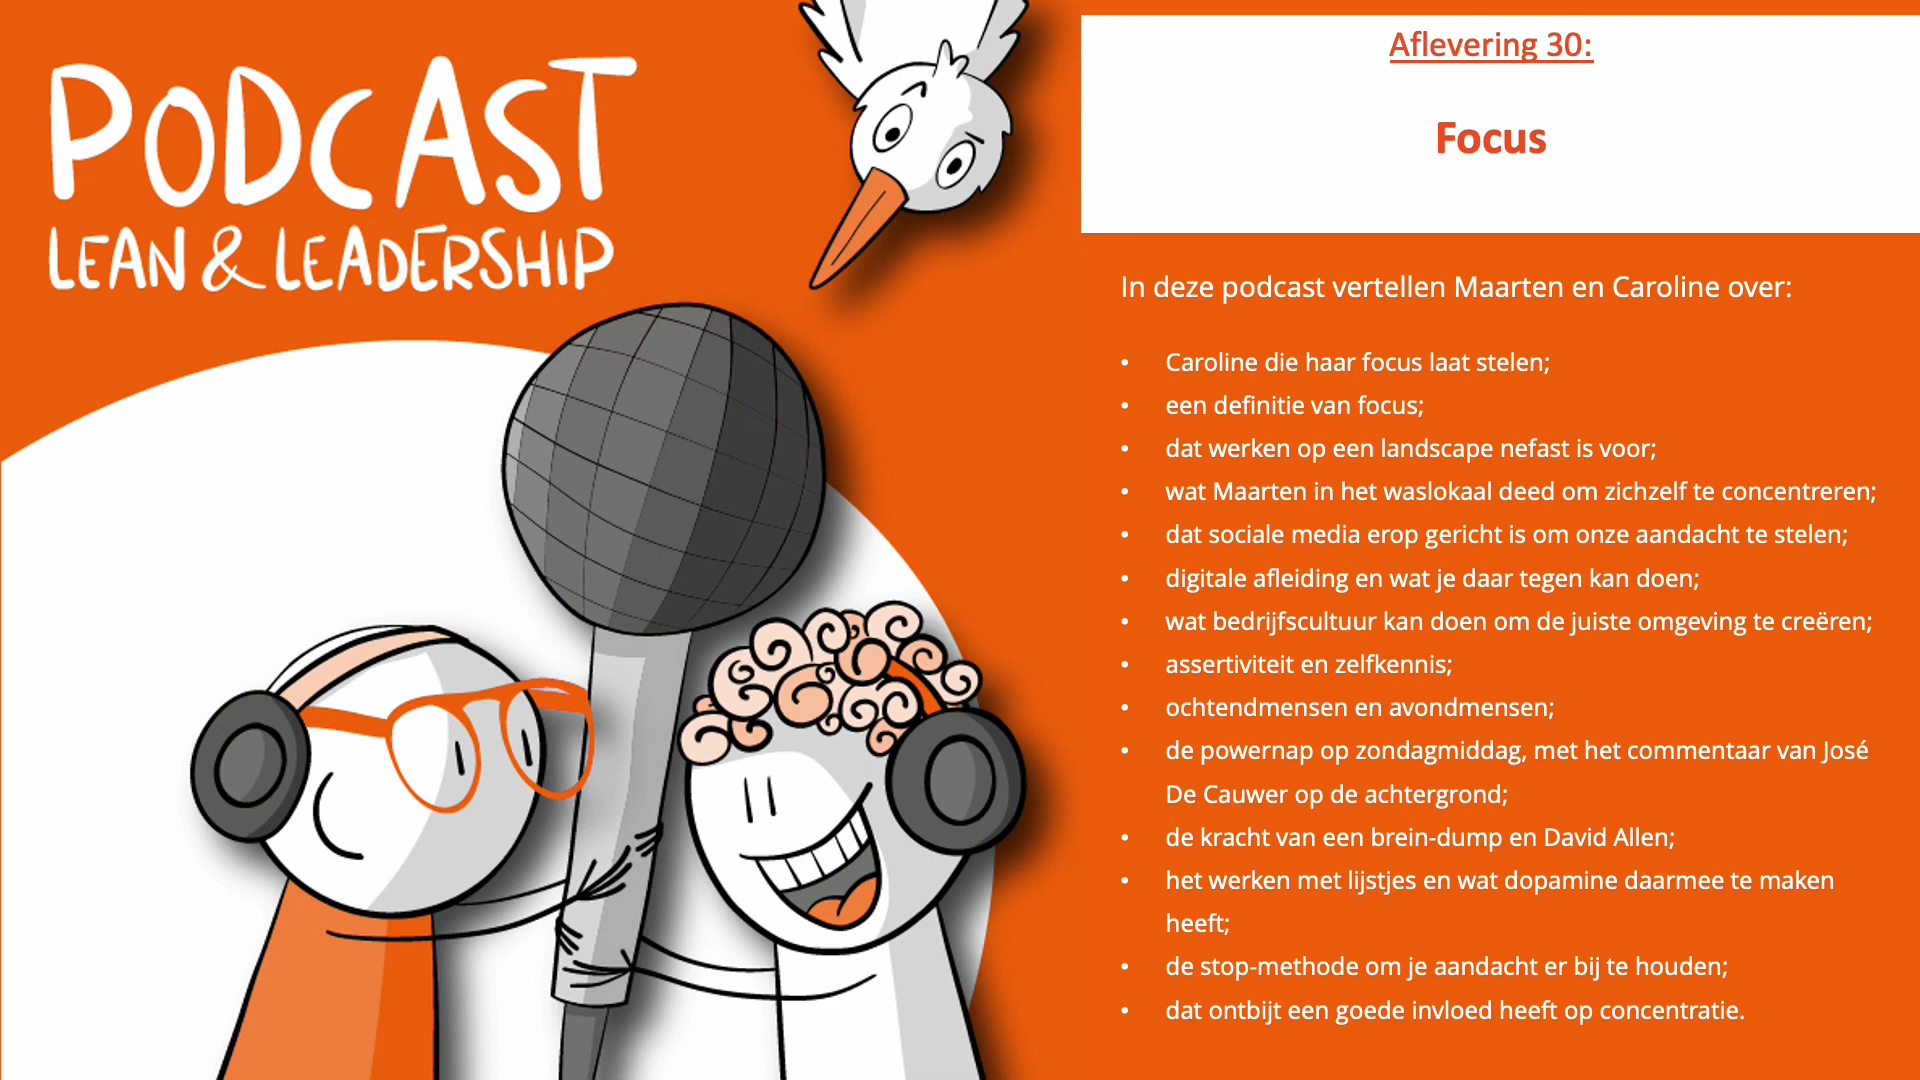 PODCAST
LEAN & LEADERSHIP
Aflevering 30:
Focus
In deze podcast vertellen Maarten en Caroline over:
• Caroline die haar focus laat stelen;
• een definitie van focus;
• dat werken op een landscape nefast is voor;
• wat Maarten in het waslokaal deed om zichzelf te concentreren;
• dat sociale media erop gericht is om onze aandacht te stelen;
• digitale afleiding en wat je daar tegen kan doen;
• wat bedrijfscultuur kan doen om de juiste omgeving te creëren;
• assertiviteit en zelfkennis;
• ochtendmensen en avondmensen;
• de powernap op zondagmiddag, met het commentaar van José
De Cauwer op de achtergrond;
• de kracht van een brein-dump en David Allen;
• het werken met lijstjes en wat dopamine daarmee te maken
heeft;
• de stop-methode om je aandacht er bij te houden;
• dat ontbijt een goede invloed heeft op concentratie.